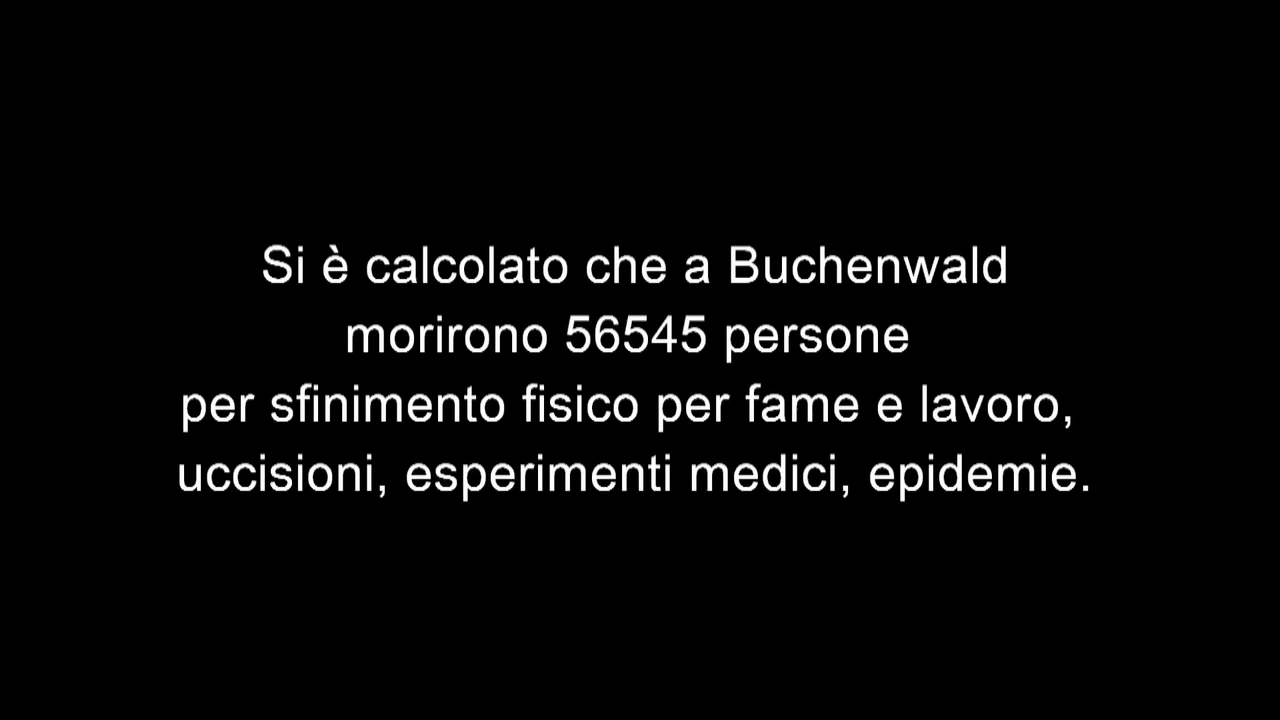 Si è calcolato che a Buchenwald
morirono 56545 persone
per sfinimento fisico per fame e lavoro,
uccisioni, esperimenti medici, epidemie.